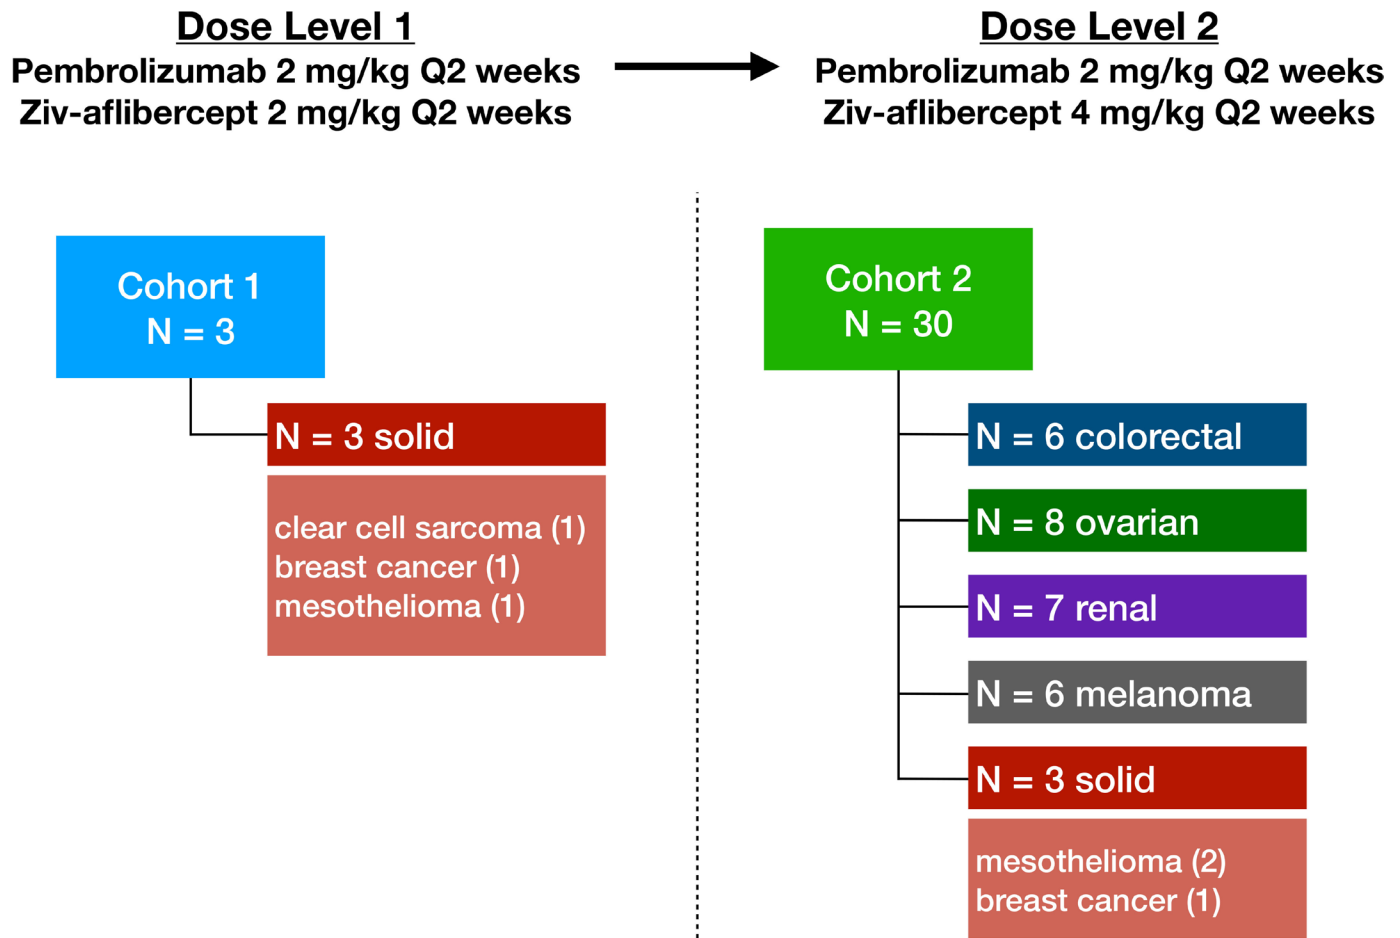 Dose Level 1
Pembrolizumab 2 mg/kg Q2 weeks
Ziv-aflibercept 2 mg/kg Q2 weeks
Dose Level 2
Pembrolizumab 2 mg/kg Q2 weeks
Ziv-aflibercept 4 mg/kg Q2 weeks
Cohort 1
N = 3
N = 3 solid
clear cell sarcoma (1)
breast cancer (1)
mesothelioma (1)
Cohort 2
N = 30
N = 6 colorectal
N = 8 ovarian
N = 7 renal
N = 6 melanoma
N = 3 solid
mesothelioma (2)
breast cancer (1)